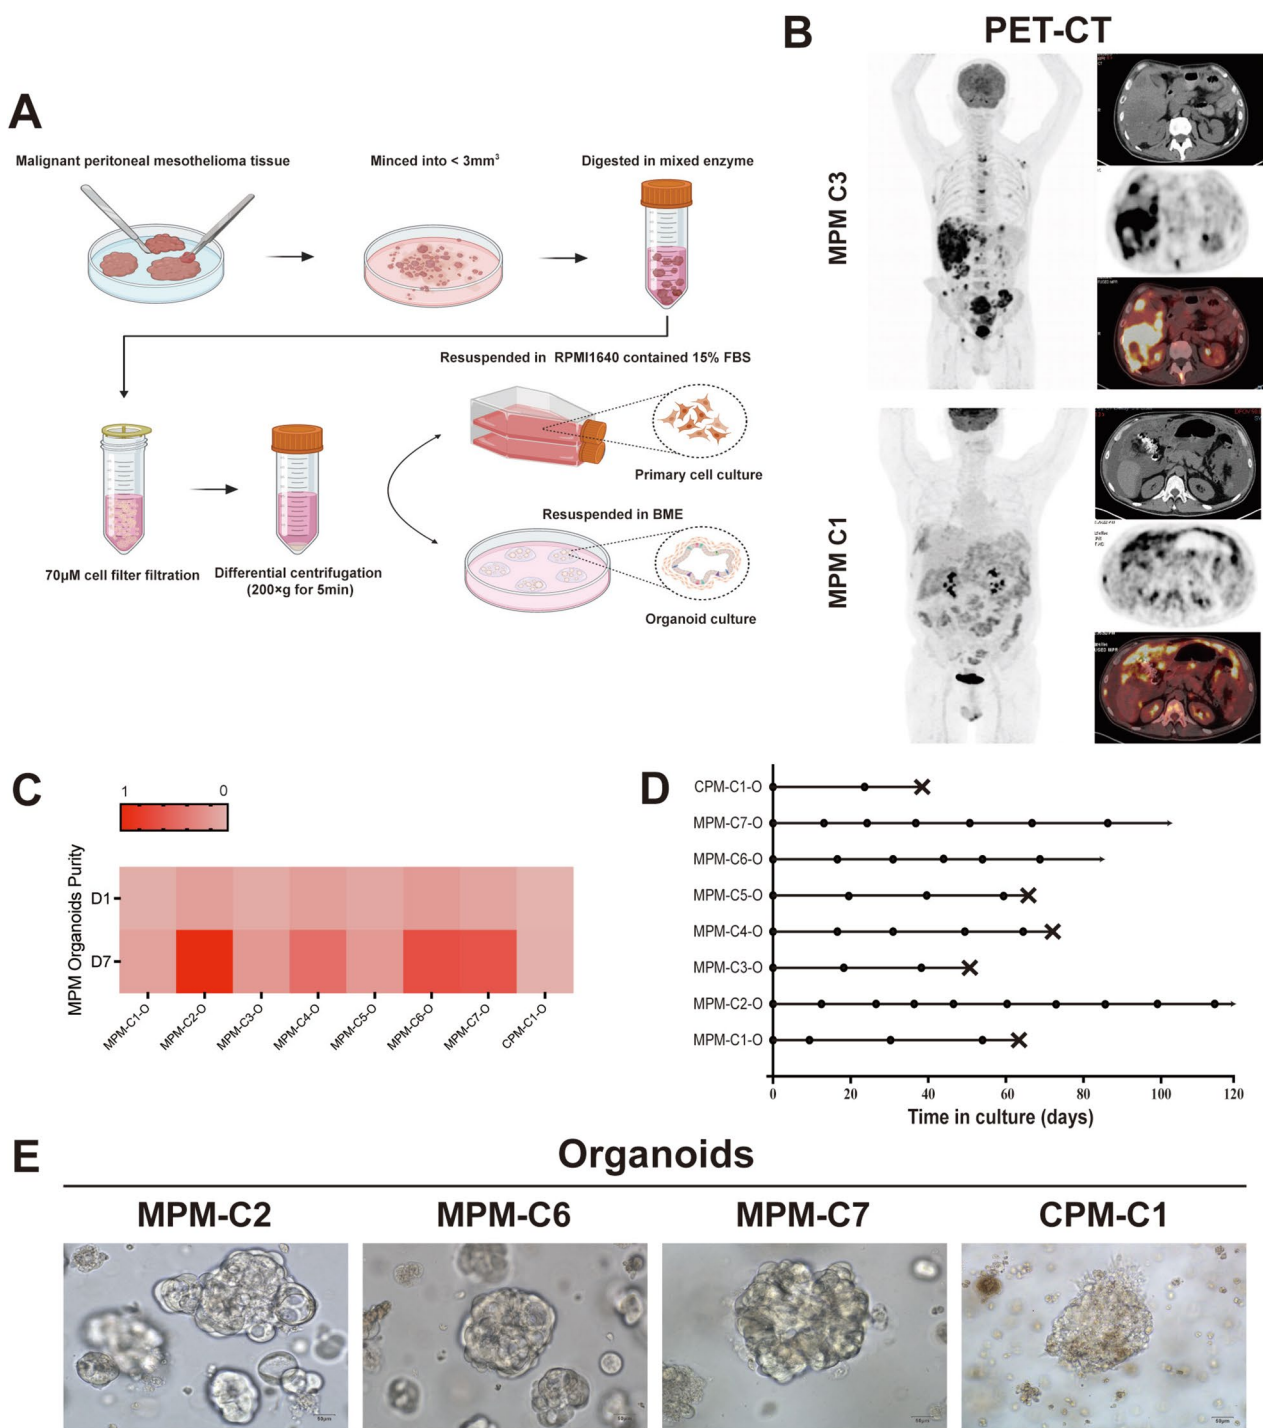 A
Malignant peritoneal mesothelioma tissue
Minced into < 3mm³
Digested in mixed enzyme
Resuspended in RPMI1640 contained 15% FBS
Primary cell culture
Resuspended in BME
70μM cell filter filtration
Differential centrifugation
(200×g for 5min)
Organoid culture
B
PET-CT
MPM C3
MPM C1
C
1
0
MPM Organoids Purity
D1
D7
MPM-C1-O
MPM-C2-O
MPM-C3-O
MPM-C4-O
MPM-C5-O
MPM-C6-O
MPM-C7-O
CPM-C1-O
D
CPM-C1-O
MPM-C7-O
MPM-C6-O
MPM-C5-O
MPM-C4-O
MPM-C3-O
MPM-C2-O
MPM-C1-O
0
20
40
60
80
100
120
Time in culture (days)
E
Organoids
MPM-C2
MPM-C6
MPM-C7
CPM-C1